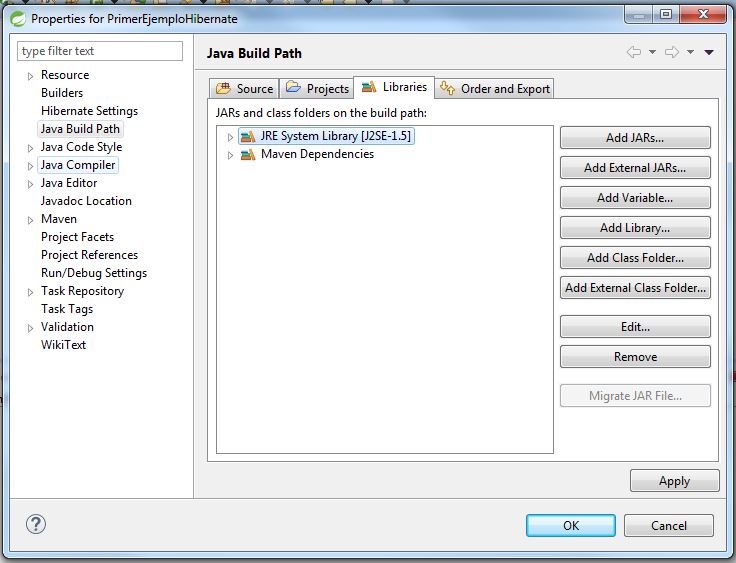 Properties for PrimerEjemploHibernate
type filter text
Resource
Builders
Hibernate Settings
Java Build Path
Java Code Style
Java Compiler
Java Editor
Javadoc Location
Maven
Project Facets
Project References
Run/Debug Settings
Task Repository
Task Tags
Validation
WikiText
Java Build Path
Source
Projects
Libraries
Order and Export
JARs and class folders on the build path:
JRE System Library [J2SE-1.5]
Maven Dependencies
Add JARs...
Add External JARs...
Add Variable...
Add Library...
Add Class Folder...
Add External Class Folder...
Edit...
Remove
Migrate JAR File...
Apply
?
OK
Cancel